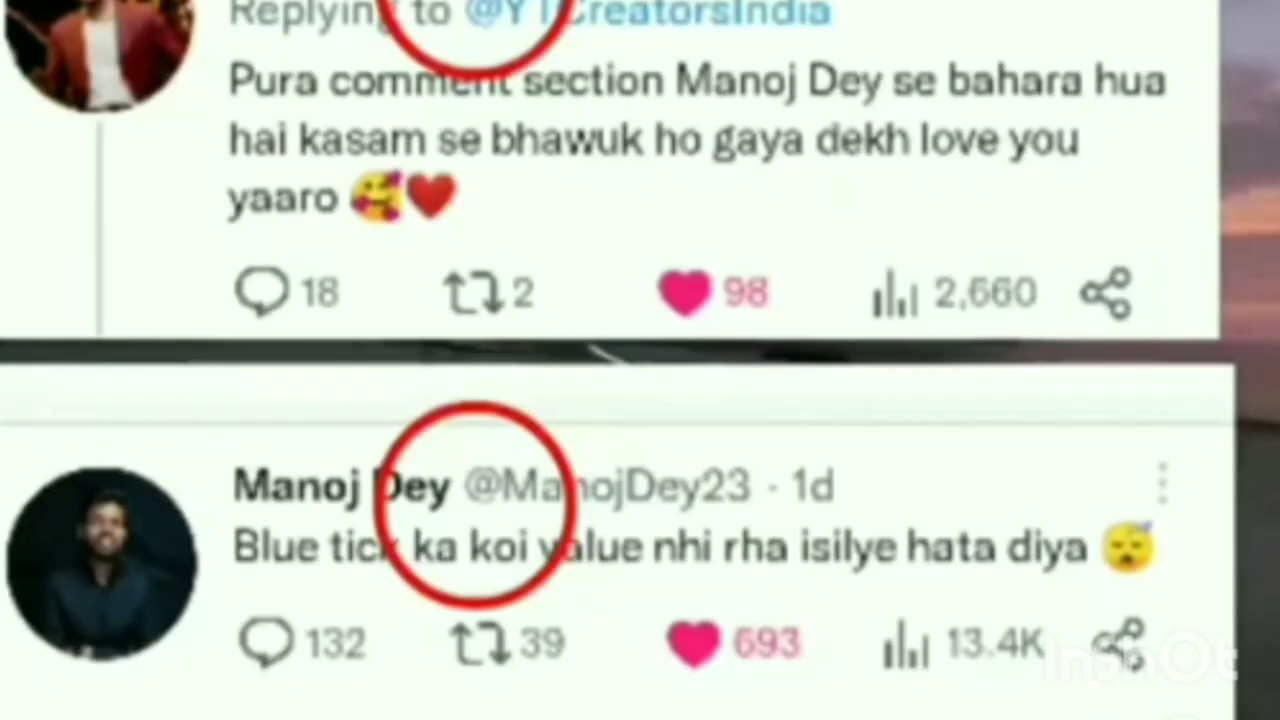 Replying to @YTCreatorsIndia
Pura comment section Manoj Dey se bahara hua
hai kasam se bhawuk ho gaya dekh love you
yaaro 🥰❤️
18 2 98 2,660
Manoj Dey @ManojDey23 · 1d
Blue tick ka koi value nhi rha isilye hata diya 😴
132 39 693 13.4K
InShOt